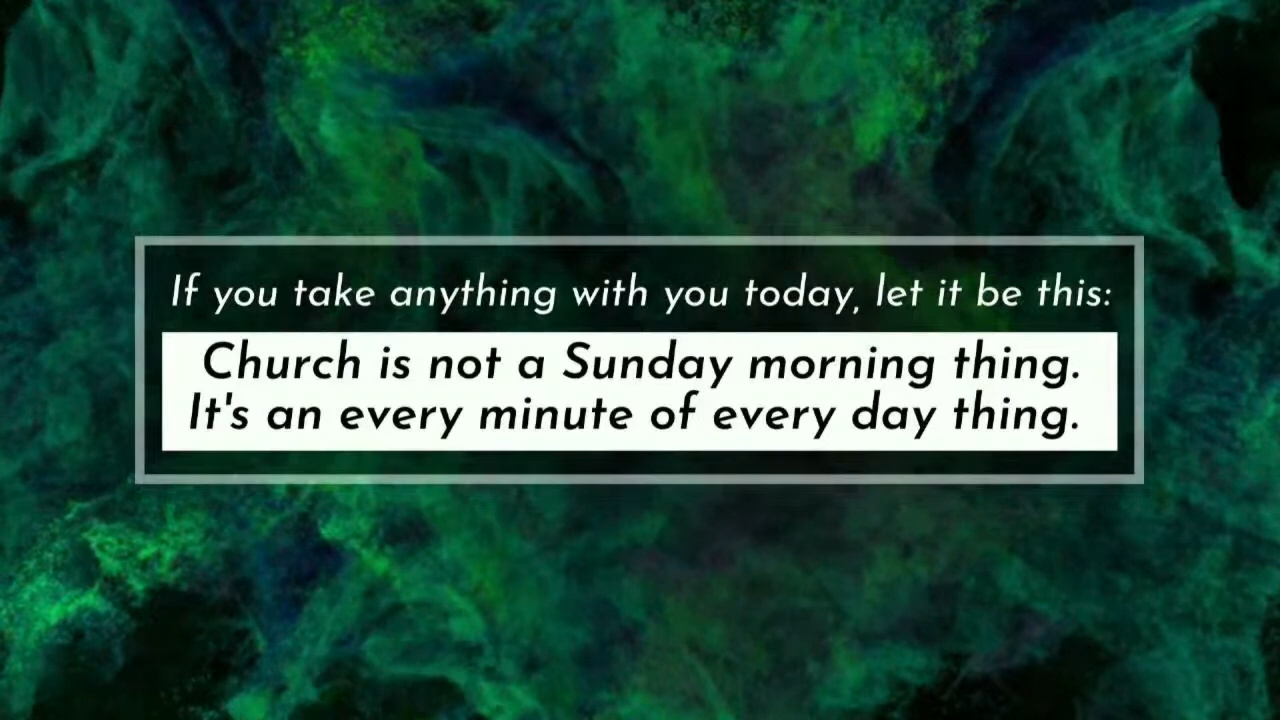 If you take anything with you today, let it be this:
Church is not a Sunday morning thing.
It's an every minute of every day thing.